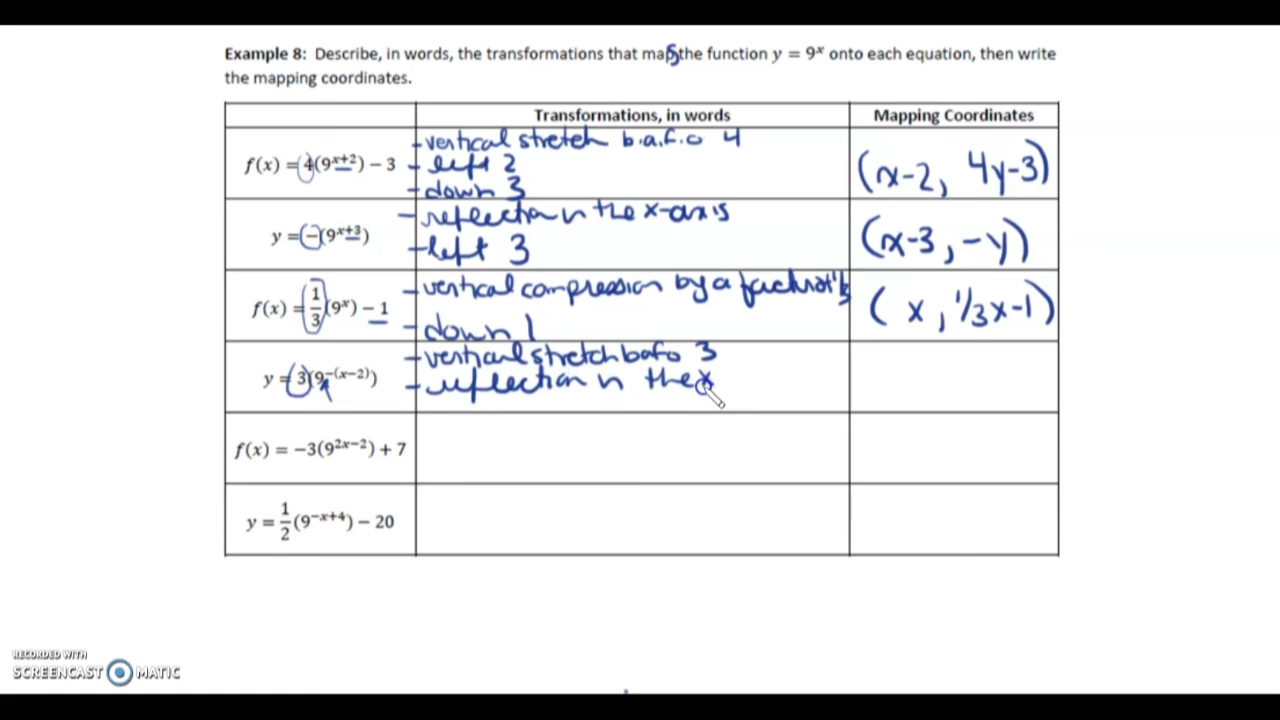 Example 8: Describe, in words, the transformations that maps the function y = 9^x onto each equation, then write
the mapping coordinates.
Transformations, in words
Mapping Coordinates
f(x) = 4(9^{x+2}) − 3
-vertical stretch b.a.f.o 4
-left 2
-down 3
(x-2, 4y-3)
y = −(9^{x+3})
-reflection in the x-axis
-left 3
(x-3, -y)
f(x) = 1/3(9^x) − 1
-vertical compression by a factor of 1/3
-down 1
(x, 1/3x-1)
y = 3(9^{−(x−2)})
-vertical stretch bafo 3
-reflection in the x
f(x) = −3(9^{2x−2}) + 7
y = 1/2(9^{−x+4}) − 20
RECORDED WITH
SCREENCAST MATIC